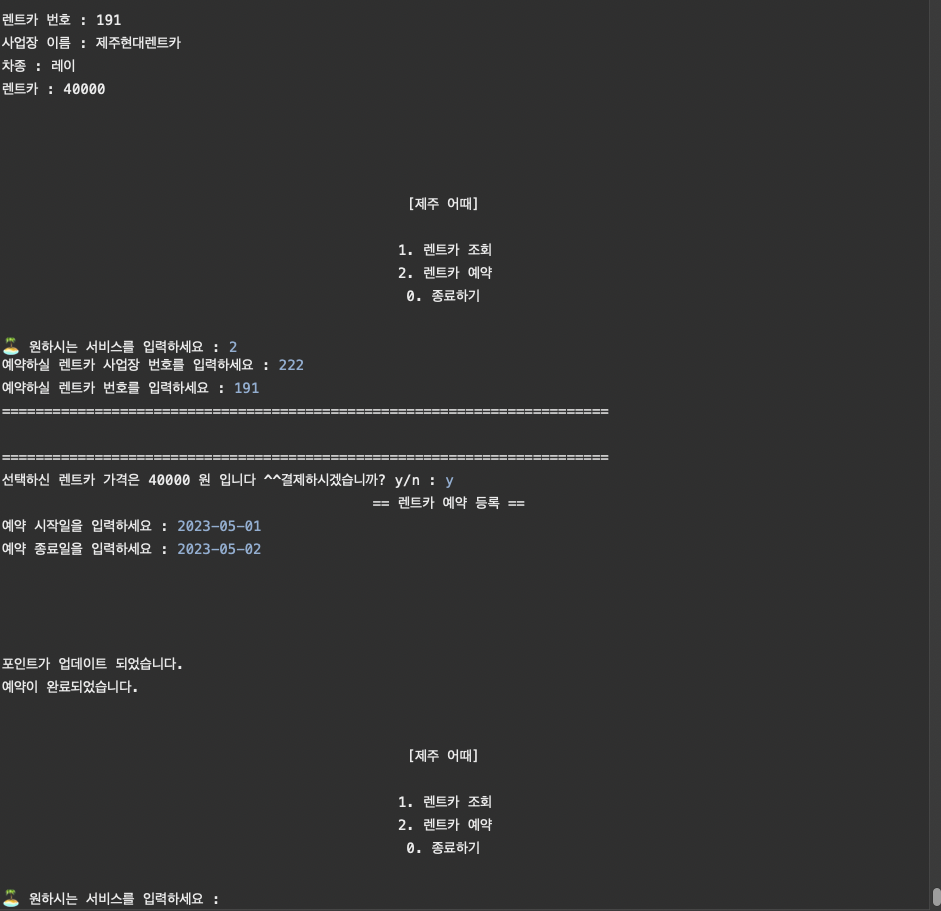 렌트카 번호 : 191
사업장 이름 : 제주현대렌트카
차종 : 레이
렌트카 : 40000
[제주 어때]
1. 렌트카 조회
2. 렌트카 예약
0. 종료하기
🏝 원하시는 서비스를 입력하세요 : 2
예약하실 렌트카 사업장 번호를 입력하세요 : 222
예약하실 렌트카 번호를 입력하세요 : 191
========================================================================
========================================================================
선택하신 렌트카 가격은 40000 원 입니다 ^^결제하시겠습니까? y/n : y
== 렌트카 예약 등록 ==
예약 시작일을 입력하세요 : 2023-05-01
예약 종료일을 입력하세요 : 2023-05-02
포인트가 업데이트 되었습니다.
예약이 완료되었습니다.
[제주 어때]
1. 렌트카 조회
2. 렌트카 예약
0. 종료하기
🏝 원하시는 서비스를 입력하세요 :